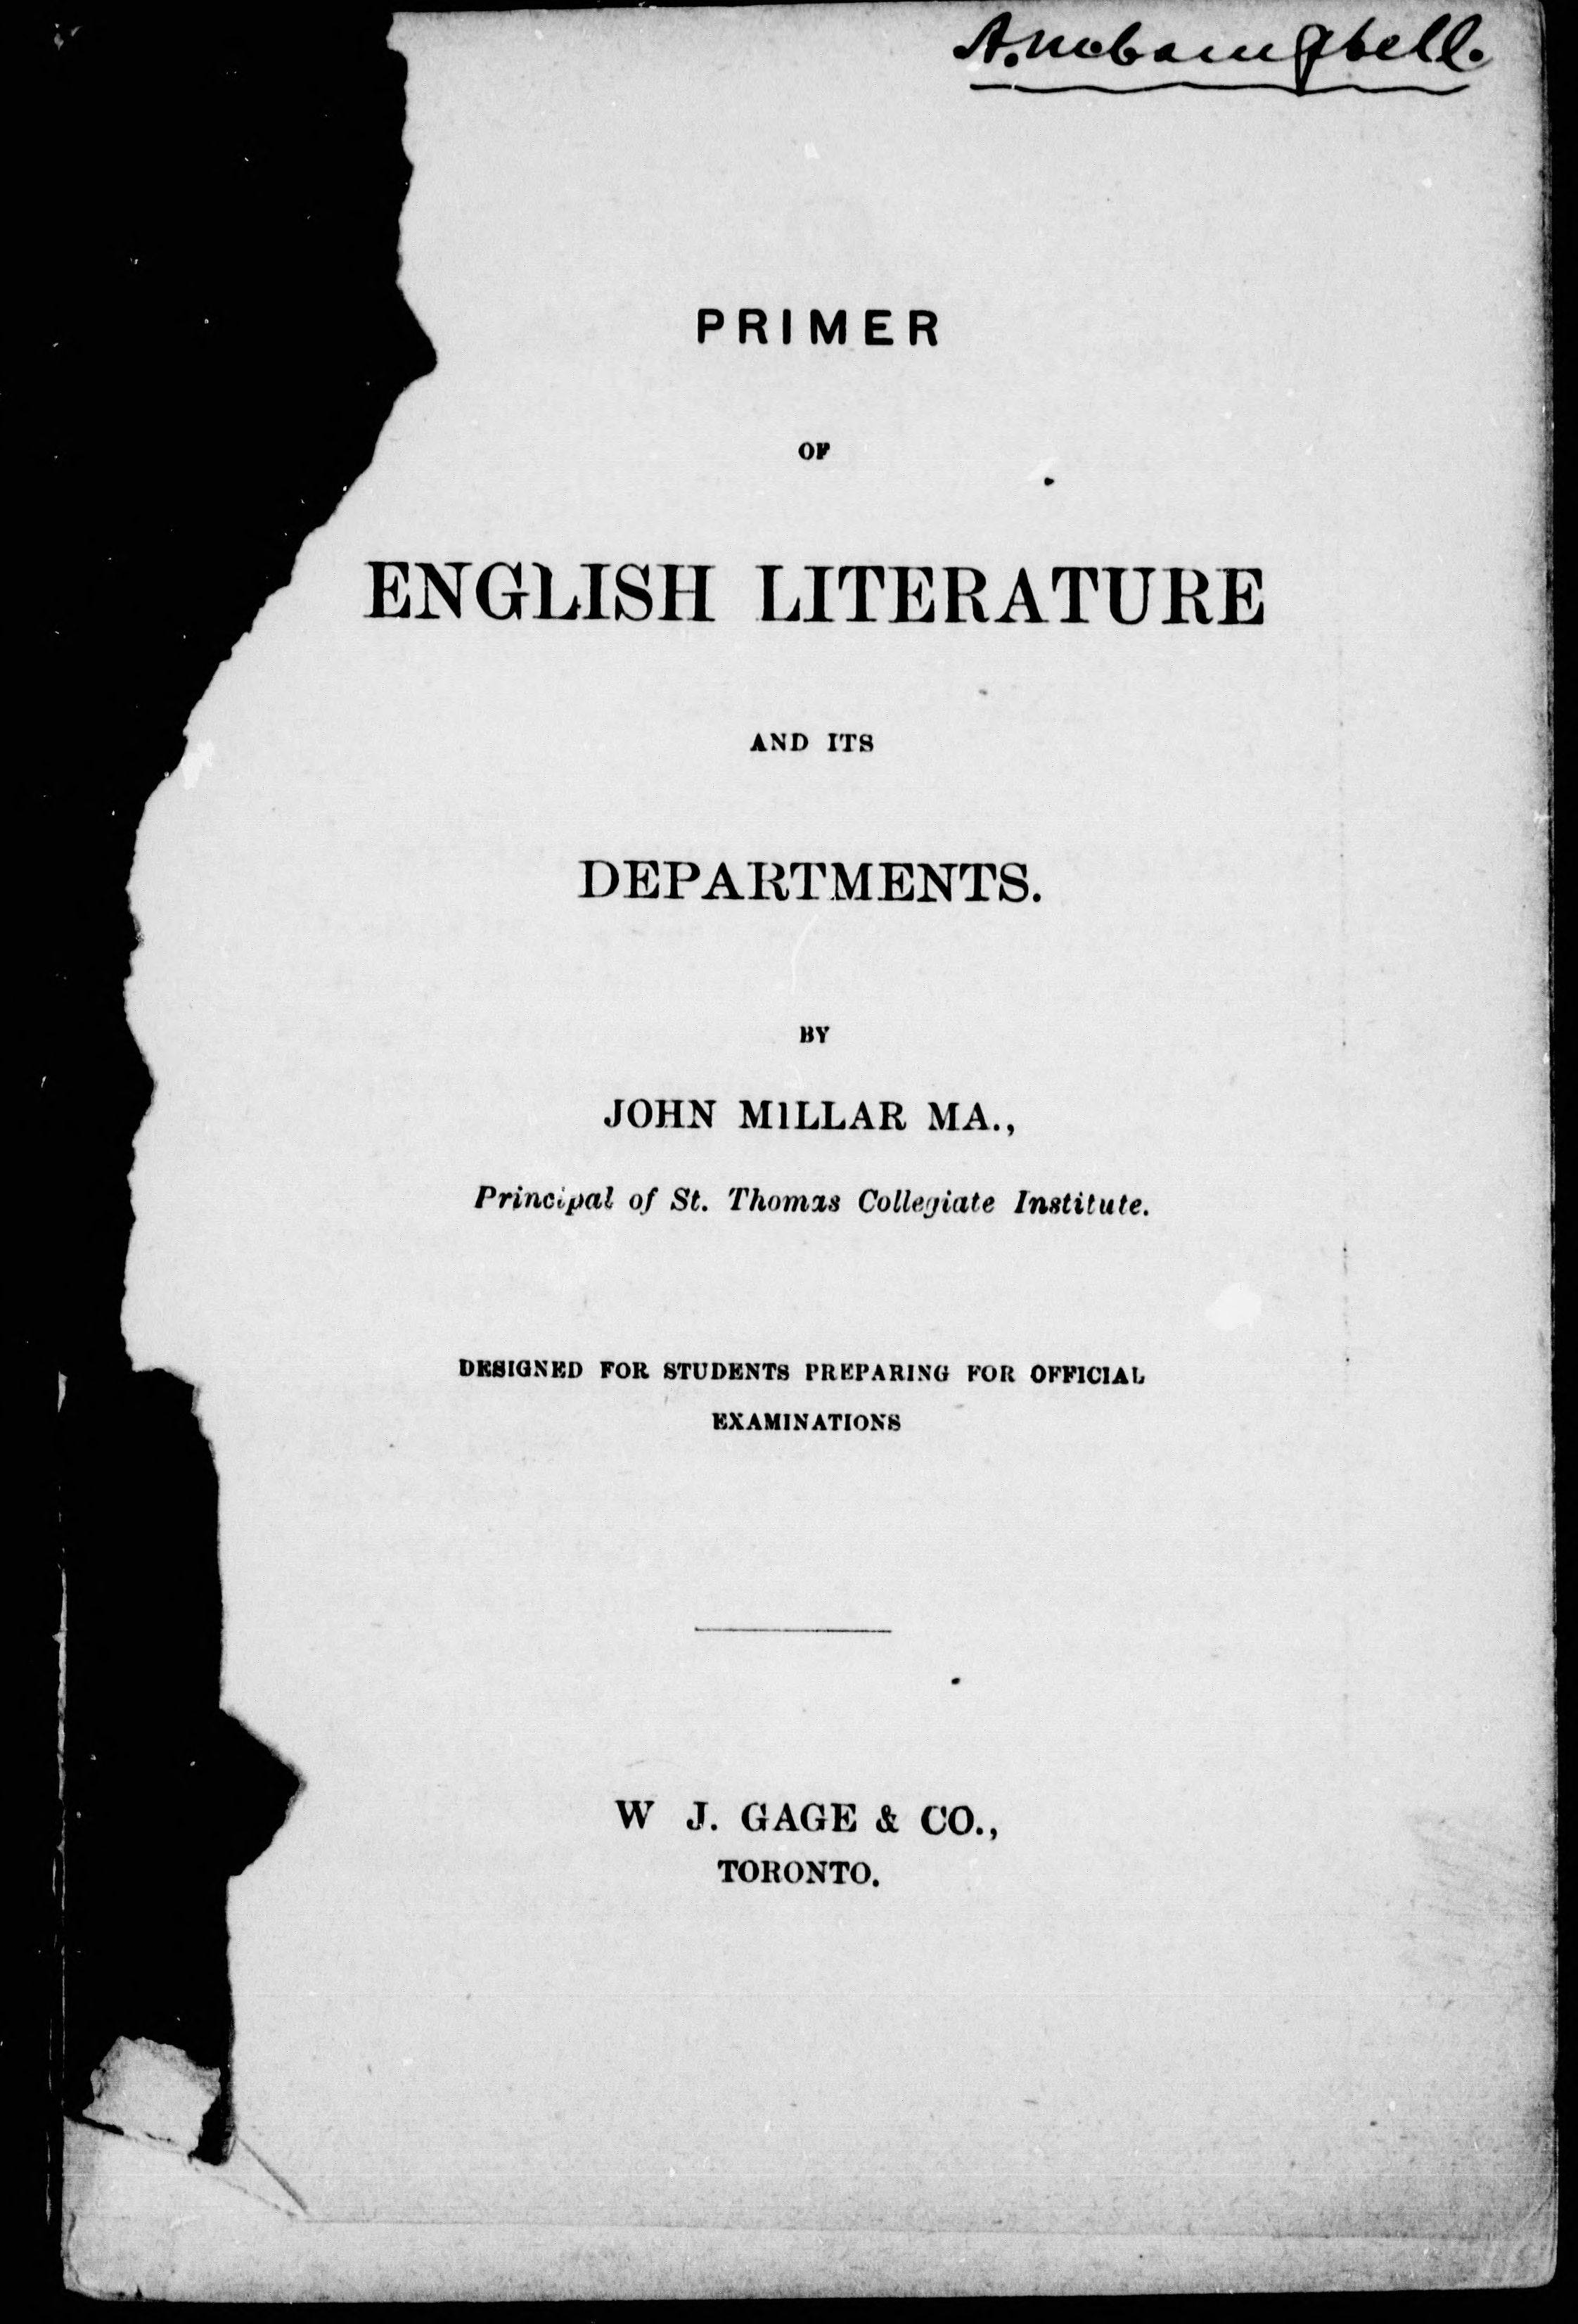 A. McCampbell.
PRIMER
OF
ENGLISH LITERATURE
AND ITS
DEPARTMENTS.
BY
JOHN MILLAR MA.,
Principal of St. Thomas Collegiate Institute.
DESIGNED FOR STUDENTS PREPARING FOR OFFICIAL
EXAMINATIONS
W J. GAGE & CO.,
TORONTO.